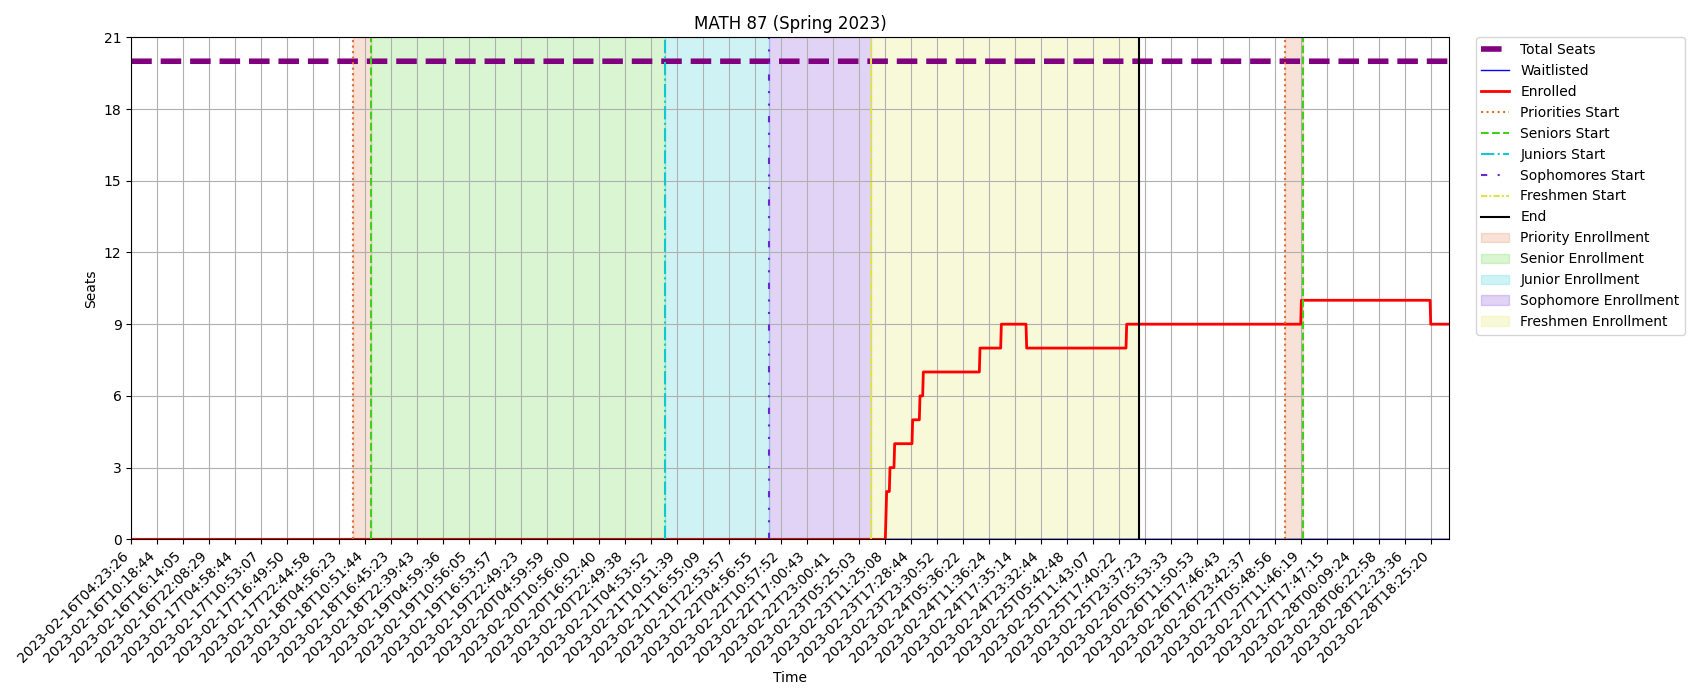 MATH 87 (Spring 2023)
Seats
21
18
15
12
9
6
3
0
2023-02-16T04:23:26
2023-02-16T10:18:44
2023-02-16T16:14:05
2023-02-16T22:08:29
2023-02-17T04:58:44
2023-02-17T10:53:07
2023-02-17T16:49:50
2023-02-17T22:44:58
2023-02-18T04:56:23
2023-02-18T10:51:44
2023-02-18T16:45:23
2023-02-18T22:39:43
2023-02-19T04:59:36
2023-02-19T10:56:05
2023-02-19T16:53:57
2023-02-19T22:49:23
2023-02-20T04:59:59
2023-02-20T10:56:00
2023-02-20T16:52:40
2023-02-20T22:49:38
2023-02-21T04:53:52
2023-02-21T10:51:39
2023-02-21T16:55:09
2023-02-21T22:53:57
2023-02-22T04:56:55
2023-02-22T10:57:52
2023-02-22T17:00:43
2023-02-22T23:00:41
2023-02-23T05:25:03
2023-02-23T11:25:08
2023-02-23T17:28:44
2023-02-23T23:30:52
2023-02-24T05:36:22
2023-02-24T11:36:24
2023-02-24T17:35:14
2023-02-24T23:32:44
2023-02-25T05:42:48
2023-02-25T11:43:07
2023-02-25T17:40:22
2023-02-25T23:37:23
2023-02-26T05:53:33
2023-02-26T11:50:53
2023-02-26T17:46:43
2023-02-26T23:42:37
2023-02-27T05:48:56
2023-02-27T11:46:19
2023-02-27T17:47:15
2023-02-28T00:09:24
2023-02-28T06:22:58
2023-02-28T12:23:36
2023-02-28T18:25:20
Time
Total Seats
Waitlisted
Enrolled
Priorities Start
Seniors Start
Juniors Start
Sophomores Start
Freshmen Start
End
Priority Enrollment
Senior Enrollment
Junior Enrollment
Sophomore Enrollment
Freshmen Enrollment